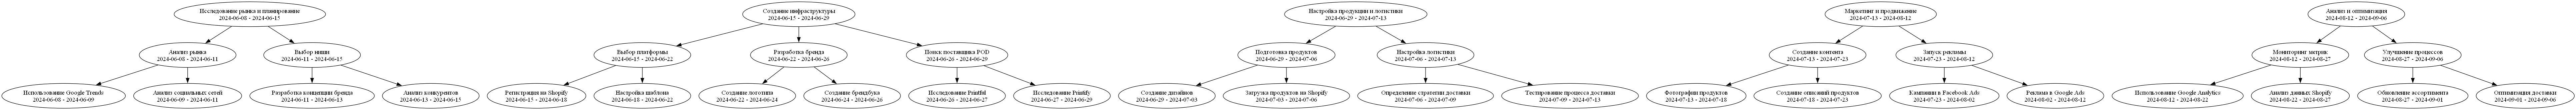 Исследование рынка и планирование
2024-06-08 - 2024-06-15
Создание инфраструктуры
2024-06-15 - 2024-06-29
Настройка продукции и логистики
2024-06-29 - 2024-07-13
Маркетинг и продвижение
2024-07-13 - 2024-08-12
Анализ и оптимизация
2024-08-12 - 2024-09-06
Анализ рынка
2024-06-08 - 2024-06-11
Выбор ниши
2024-06-11 - 2024-06-15
Выбор платформы
2024-06-15 - 2024-06-22
Разработка бренда
2024-06-22 - 2024-06-26
Поиск поставщика POD
2024-06-26 - 2024-06-29
Подготовка продуктов
2024-06-29 - 2024-07-06
Настройка логистики
2024-07-06 - 2024-07-13
Создание контента
2024-07-13 - 2024-07-23
Запуск рекламы
2024-07-23 - 2024-08-12
Мониторинг метрик
2024-08-12 - 2024-08-27
Улучшение процессов
2024-08-27 - 2024-09-06
Использование Google Trends
2024-06-08 - 2024-06-09
Анализ социальных сетей
2024-06-09 - 2024-06-11
Разработка концепции бренда
2024-06-11 - 2024-06-13
Анализ конкурентов
2024-06-13 - 2024-06-15
Регистрация на Shopify
2024-06-15 - 2024-06-18
Настройка шаблона
2024-06-18 - 2024-06-22
Создание логотипа
2024-06-22 - 2024-06-24
Создание брендбука
2024-06-24 - 2024-06-26
Исследование Printful
2024-06-26 - 2024-06-27
Исследование Printify
2024-06-27 - 2024-06-29
Создание дизайнов
2024-06-29 - 2024-07-03
Загрузка продуктов на Shopify
2024-07-03 - 2024-07-06
Определение стратегии доставки
2024-07-06 - 2024-07-09
Тестирование процесса доставки
2024-07-09 - 2024-07-13
Фотографии продуктов
2024-07-13 - 2024-07-18
Создание описаний продуктов
2024-07-18 - 2024-07-23
Кампании в Facebook Ads
2024-07-23 - 2024-08-02
Реклама в Google Ads
2024-08-02 - 2024-08-12
Использование Google Analytics
2024-08-12 - 2024-08-22
Анализ данных Shopify
2024-08-22 - 2024-08-27
Обновление ассортимента
2024-08-27 - 2024-09-01
Оптимизация доставки
2024-09-01 - 2024-09-06